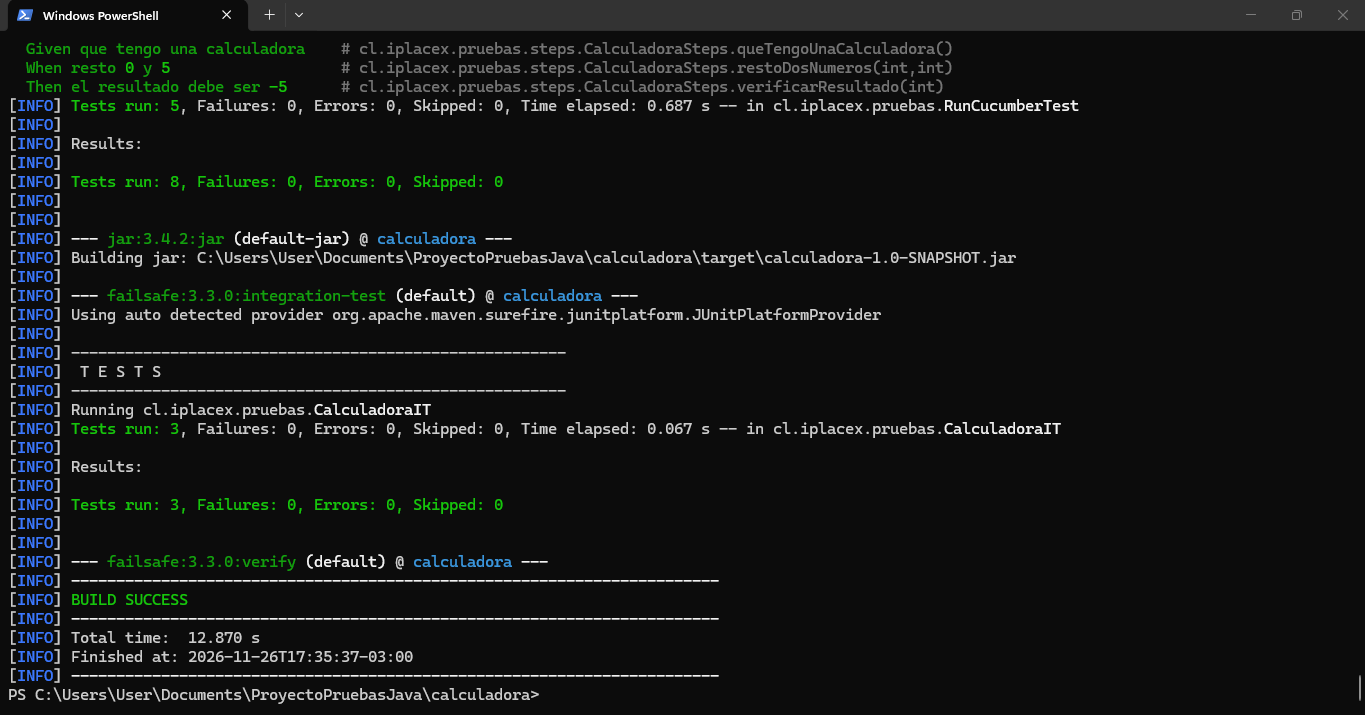 Windows PowerShell
Given que tengo una calculadora # cl.iplacex.pruebas.steps.CalculadoraSteps.queTengoUnaCalculadora()
When resto 0 y 5 # cl.iplacex.pruebas.steps.CalculadoraSteps.restoDosNumeros(int,int)
Then el resultado debe ser -5 # cl.iplacex.pruebas.steps.CalculadoraSteps.verificarResultado(int)
[INFO] Tests run: 5, Failures: 0, Errors: 0, Skipped: 0, Time elapsed: 0.687 s -- in cl.iplacex.pruebas.RunCucumberTest
[INFO]
[INFO] Results:
[INFO]
[INFO] Tests run: 8, Failures: 0, Errors: 0, Skipped: 0
[INFO]
[INFO]
[INFO] --- jar:3.4.2:jar (default-jar) @ calculadora ---
[INFO] Building jar: C:\Users\User\Documents\ProyectoPruebasJava\calculadora\target\calculadora-1.0-SNAPSHOT.jar
[INFO]
[INFO] --- failsafe:3.3.0:integration-test (default) @ calculadora ---
[INFO] Using auto detected provider org.apache.maven.surefire.junitplatform.JUnitPlatformProvider
[INFO]
[INFO] -------------------------------------------------------
[INFO] T E S T S
[INFO] -------------------------------------------------------
[INFO] Running cl.iplacex.pruebas.CalculadoraIT
[INFO] Tests run: 3, Failures: 0, Errors: 0, Skipped: 0, Time elapsed: 0.067 s -- in cl.iplacex.pruebas.CalculadoraIT
[INFO]
[INFO] Results:
[INFO]
[INFO] Tests run: 3, Failures: 0, Errors: 0, Skipped: 0
[INFO]
[INFO]
[INFO] --- failsafe:3.3.0:verify (default) @ calculadora ---
[INFO] ------------------------------------------------------------------------
[INFO] BUILD SUCCESS
[INFO] ------------------------------------------------------------------------
[INFO] Total time:  12.870 s
[INFO] Finished at: 2026-11-26T17:35:37-03:00
[INFO] ------------------------------------------------------------------------
PS C:\Users\User\Documents\ProyectoPruebasJava\calculadora>